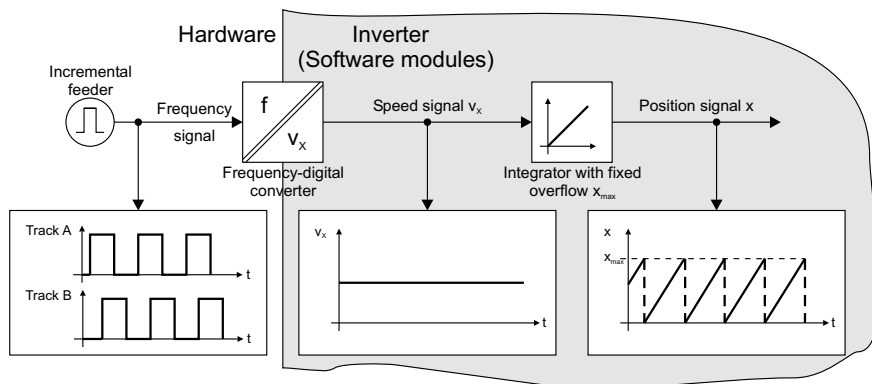 Hardware
Inverter
(Software modules)
Incremental
feeder
Frequency
signal
f
vx
Frequency-digital
converter
Speed signal vx
Integrator with fixed
overflow xmax
Position signal x
Track A
t
Track B
t
vx
t
x
xmax
t